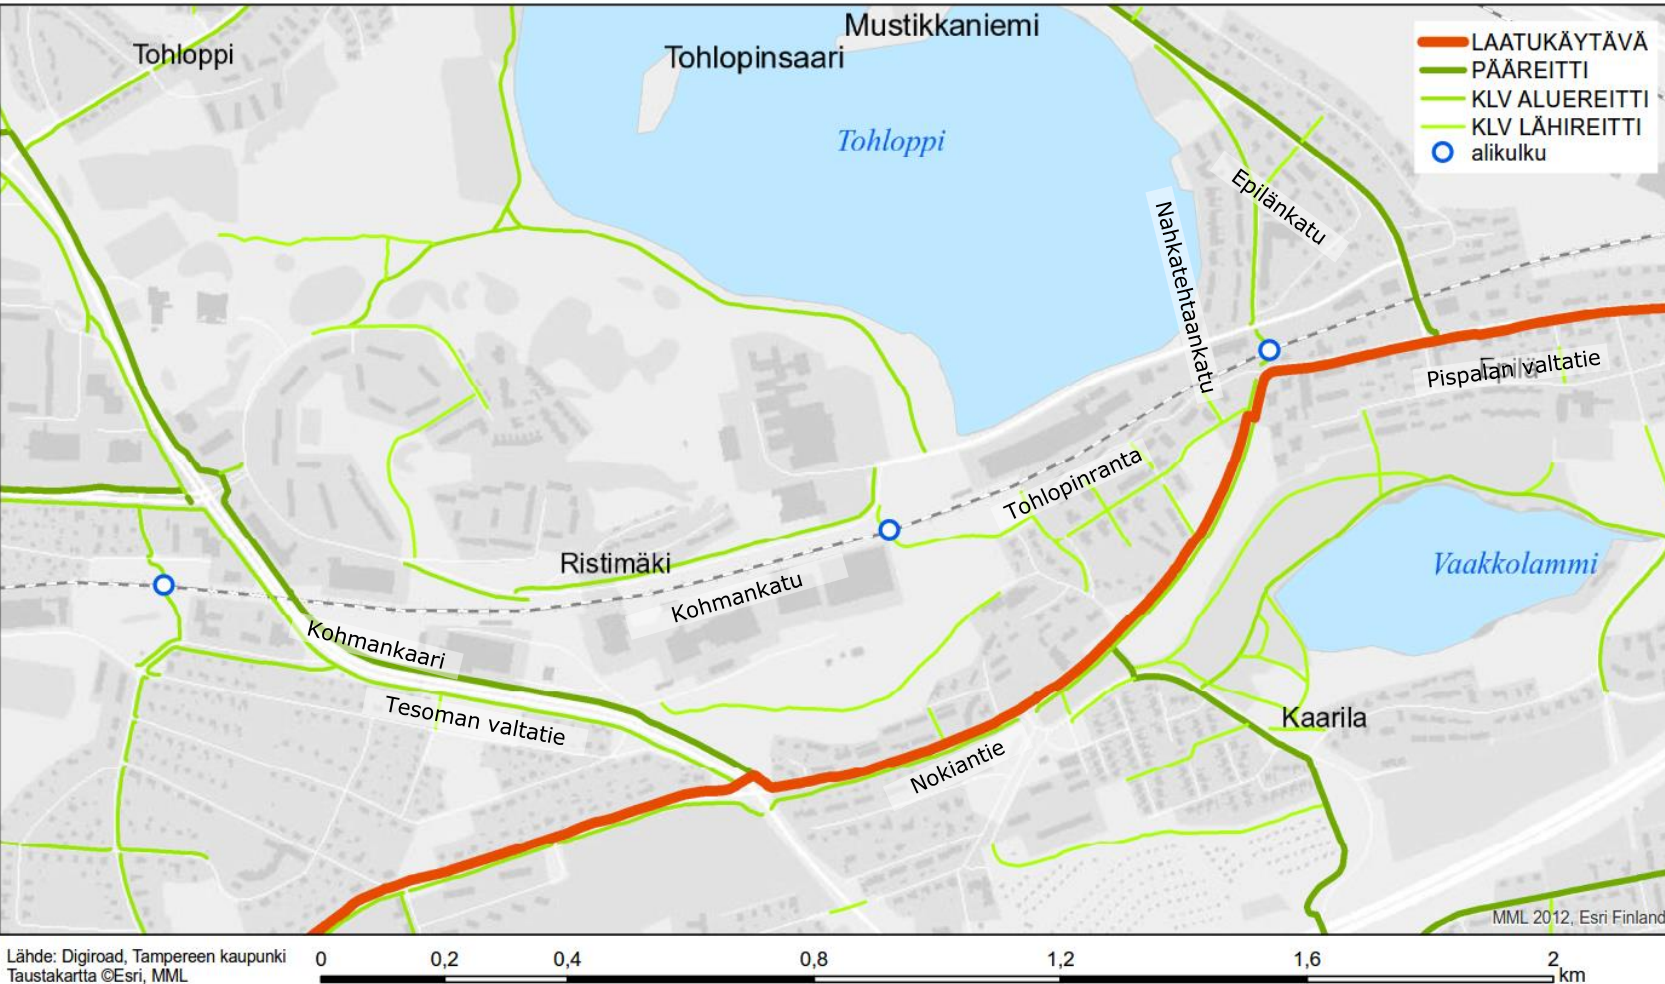 Mustikkaniemi
Tohloppi
Tohlopinsaari
LAATUKÄYTÄVÄ
PÄÄREITTI
KLV ALUEREITTI
KLV LÄHIREITTI
alikulku
Tohloppi
Epilänkatu
Nahkatehtaankatu
Epilä
Pispalan valtatie
Tohlopinranta
Ristimäki
Vaakkolammi
Kohmankatu
Kohmankaari
Tesoman valtatie
Kaarila
Nokiantie
MML 2012, Esri Finland
Lähde: Digiroad, Tampereen kaupunki
Taustakartta ©Esri, MML
0 0,2 0,4 0,8 1,2 1,6 2 km